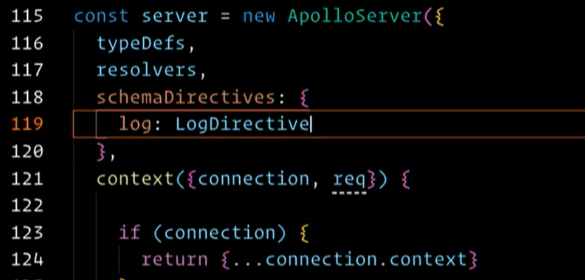 115 const server = new ApolloServer({
116 typeDefs,
117 resolvers,
118 schemaDirectives: {
119 log: LogDirective
120 },
121 context({connection, req}) {
122
123 if (connection) {
124 return {...connection.context}